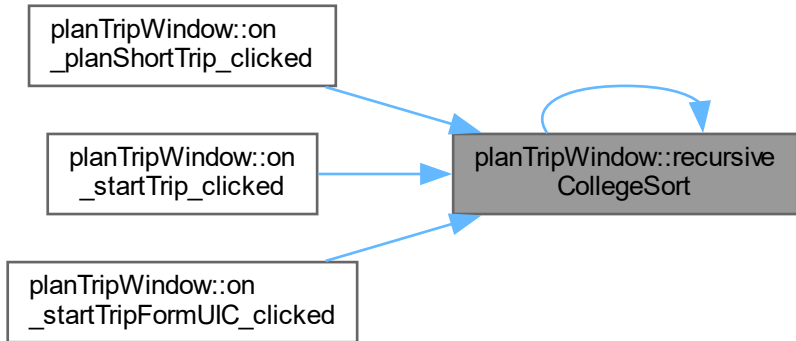 planTripWindow::on
_planShortTrip_clicked
planTripWindow::on
_startTrip_clicked
planTripWindow::recursive
CollegeSort
planTripWindow::on
_startTripFormUIC_clicked